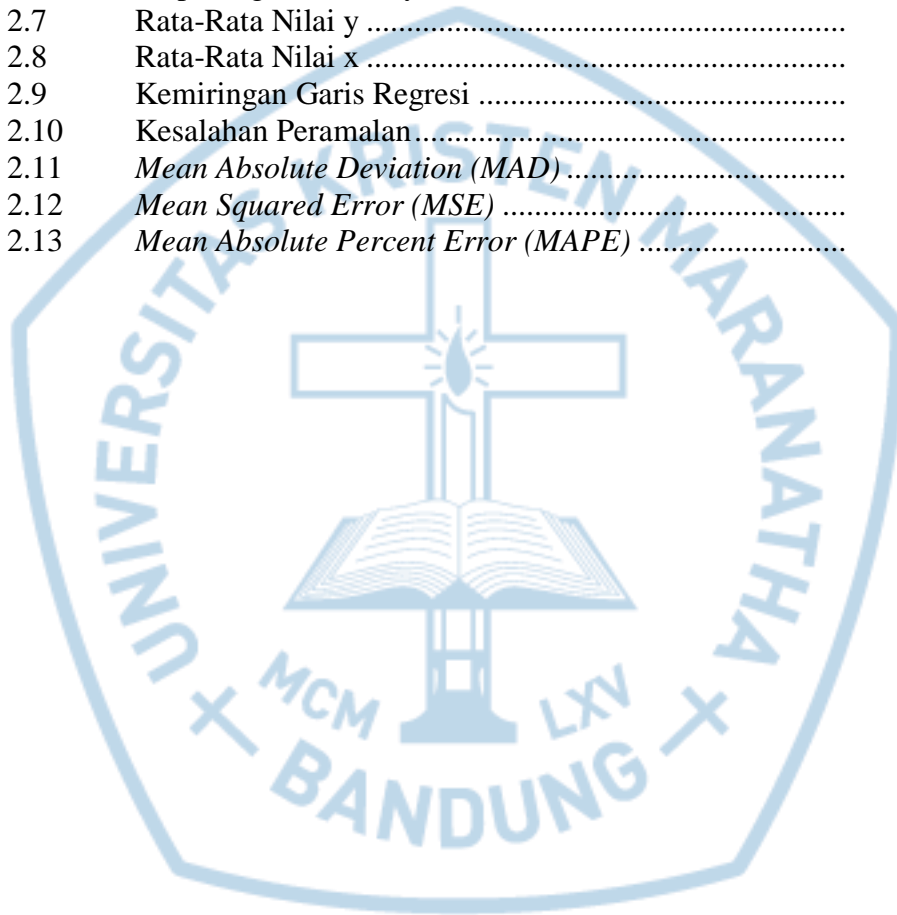 2.7 Rata-Rata Nilai y ................................................................
2.8 Rata-Rata Nilai x ................................................................
2.9 Kemiringan Garis Regresi .................................................
2.10 Kesalahan Peramalan..........................................................
2.11 Mean Absolute Deviation (MAD) .....................................
2.12 Mean Squared Error (MSE) ..............................................
2.13 Mean Absolute Percent Error (MAPE) ............................
UNIVERSITAS KRISTEN MARANATHA
MCM LXV
BANDUNG